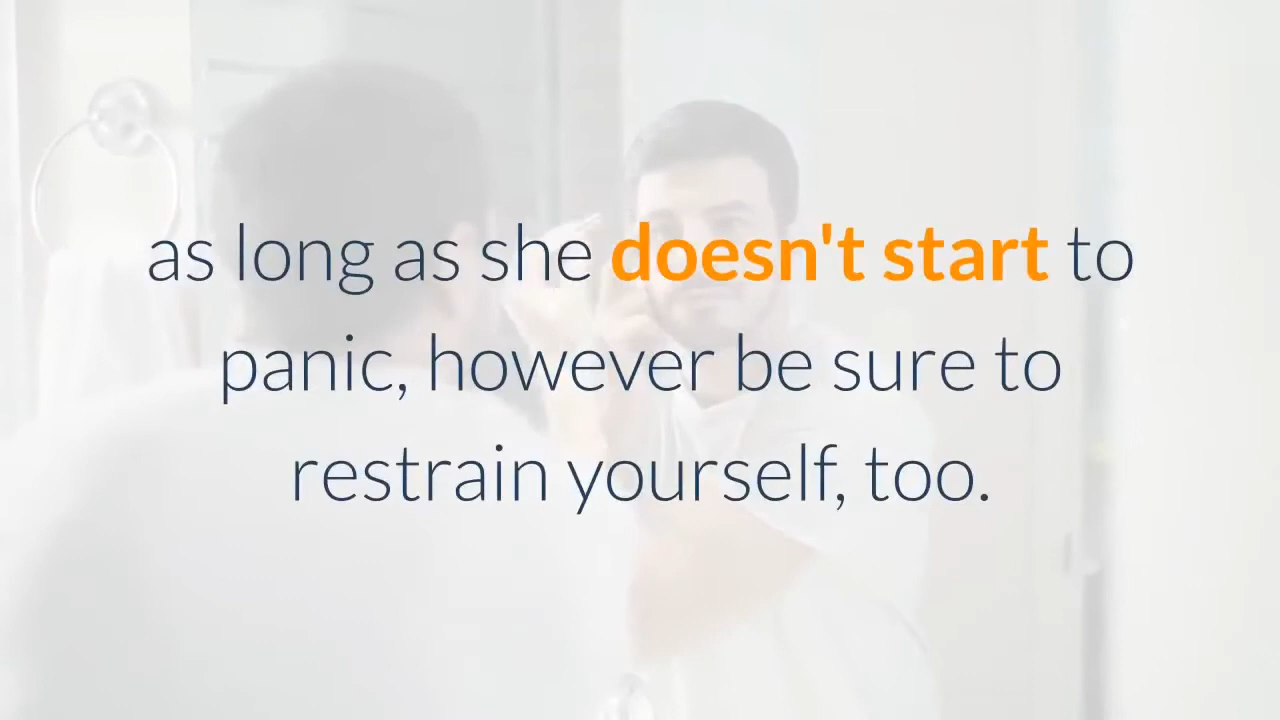 as long as she doesn't start to
panic, however be sure to
restrain yourself, too.